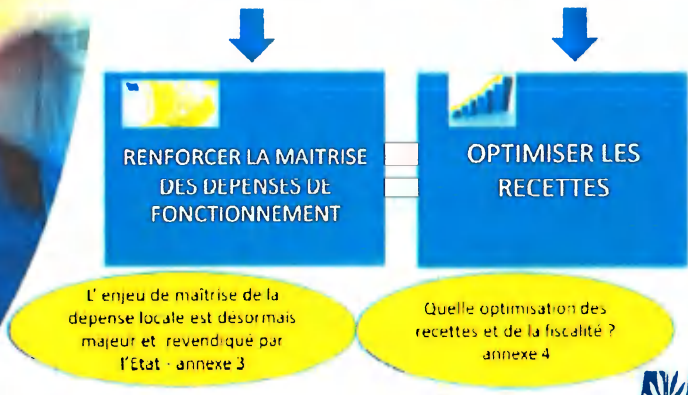 RENFORCER LA MAITRISE
DES DEPENSES DE
FONCTIONNEMENT
OPTIMISER LES
RECETTES
L' enjeu de maîtrise de la
dépense locale est désormais
majeur et revendiqué par
l'Etat - annexe 3
Quelle optimisation des
recettes et de la fiscalité ?
annexe 4